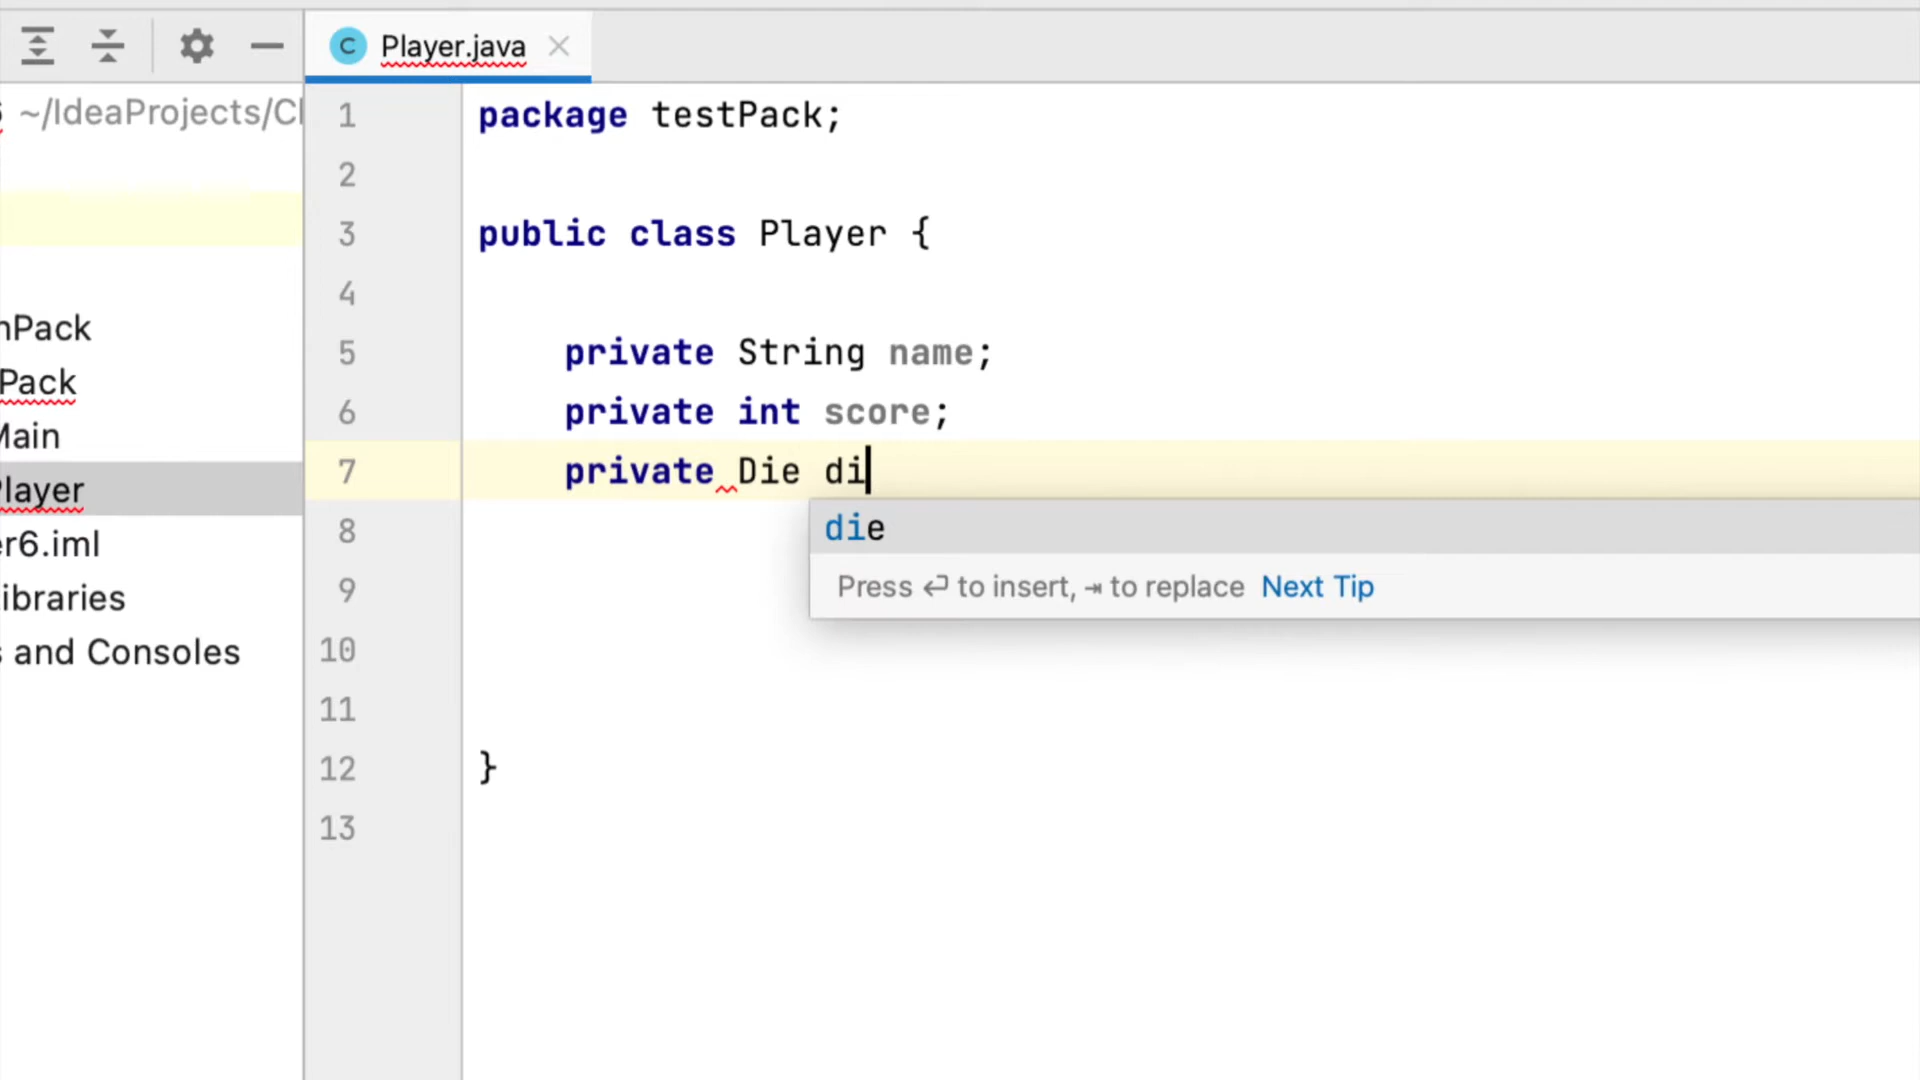 C Player.java
6 ~/IdeaProjects/Cl
1 package testPack;
2
3 public class Player {
4
nPack
5 private String name;
Pack
6 private int score;
Main
7 private Die di
Player
8 die
er6.iml
9 Press ⏎ to insert, ⇥ to replace Next Tip
ibraries
10
s and Consoles
11
12 }
13